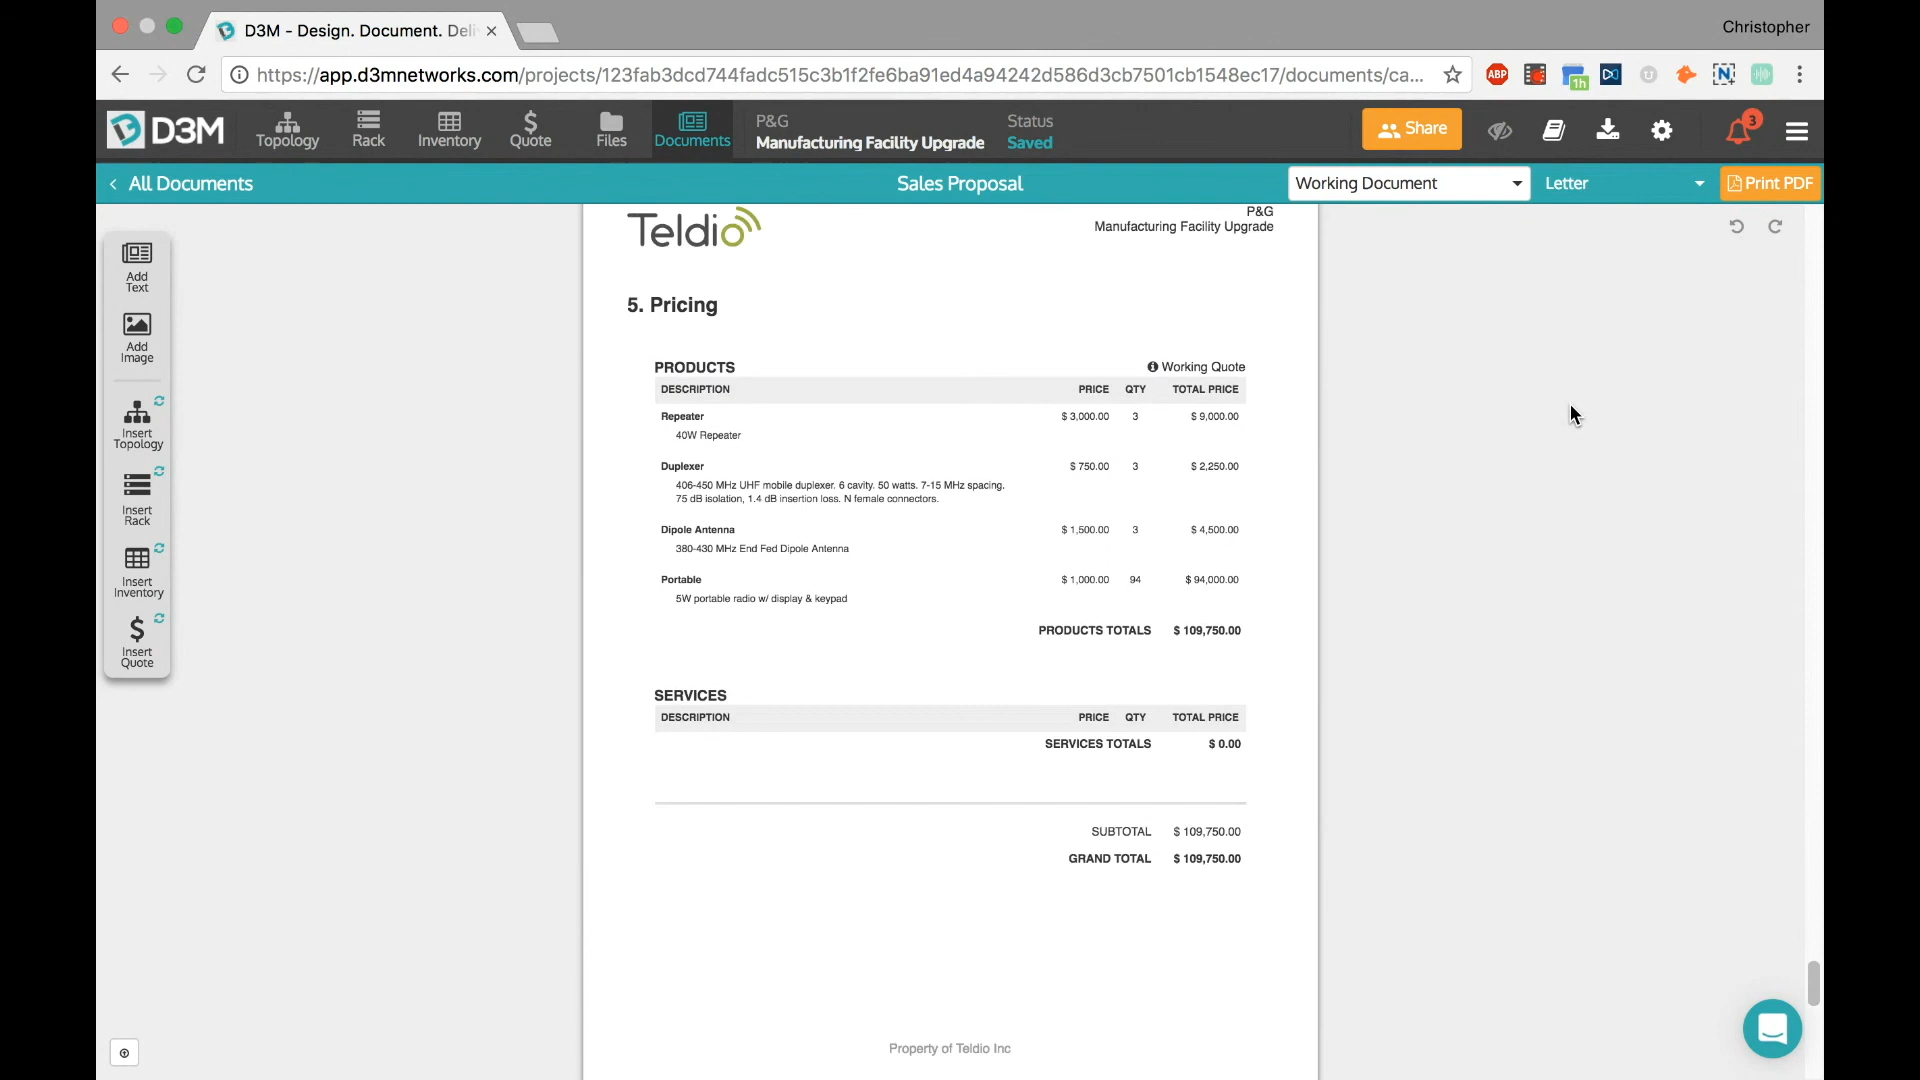 D3M - Design. Document. Deli
Christopher
https://app.d3mnetworks.com/projects/123fab3dcd744fadc515c3b1f2fe6ba91ed4a94242d586d3cb7501cb1548ec17/documents/ca...
ABP
1h
N
D3M
Topology
Rack
Inventory
Quote
Files
Documents
P&G
Manufacturing Facility Upgrade
Status
Saved
Share
3
All Documents
Sales Proposal
Working Document
Letter
Print PDF
Add
Text
Add
Image
Insert
Topology
Insert
Rack
Insert
Inventory
Insert
Quote
Teldio
P&G
Manufacturing Facility Upgrade
5. Pricing
PRODUCTS
Working Quote
DESCRIPTION PRICE QTY TOTAL PRICE
Repeater $ 3,000.00 3 $ 9,000.00
40W Repeater
Duplexer $ 750.00 3 $ 2,250.00
406-450 MHz UHF mobile duplexer. 6 cavity. 50 watts. 7-15 MHz spacing.
75 dB isolation, 1.4 dB insertion loss. N female connectors.
Dipole Antenna $ 1,500.00 3 $ 4,500.00
380-430 MHz End Fed Dipole Antenna
Portable $ 1,000.00 94 $ 94,000.00
5W portable radio w/ display & keypad
PRODUCTS TOTALS $ 109,750.00
SERVICES
DESCRIPTION PRICE QTY TOTAL PRICE
SERVICES TOTALS $ 0.00
SUBTOTAL $ 109,750.00
GRAND TOTAL $ 109,750.00
Property of Teldio Inc